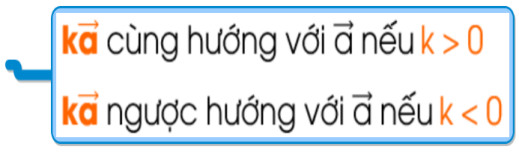 k𝐚⃗ cùng hướng với a⃗ nếu k > 0
k𝐚⃗ ngược hướng với a⃗ nếu k < 0